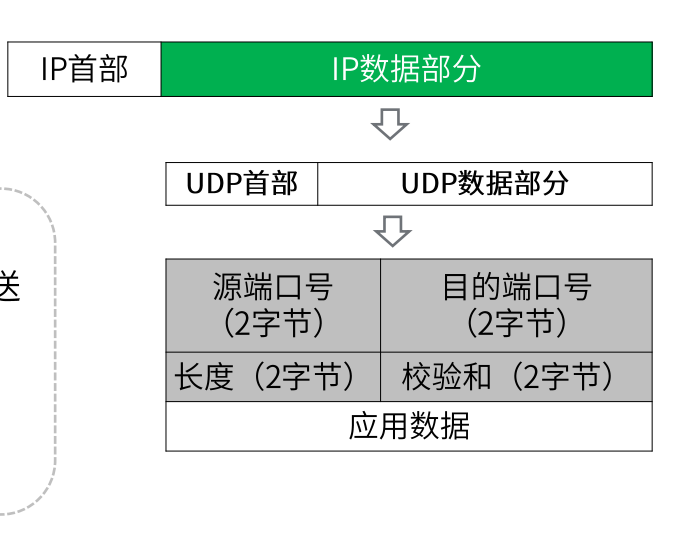 IP首部
IP数据部分
UDP首部
UDP数据部分
送
源端口号
（2字节）
目的端口号
（2字节）
长度（2字节）
校验和（2字节）
应用数据